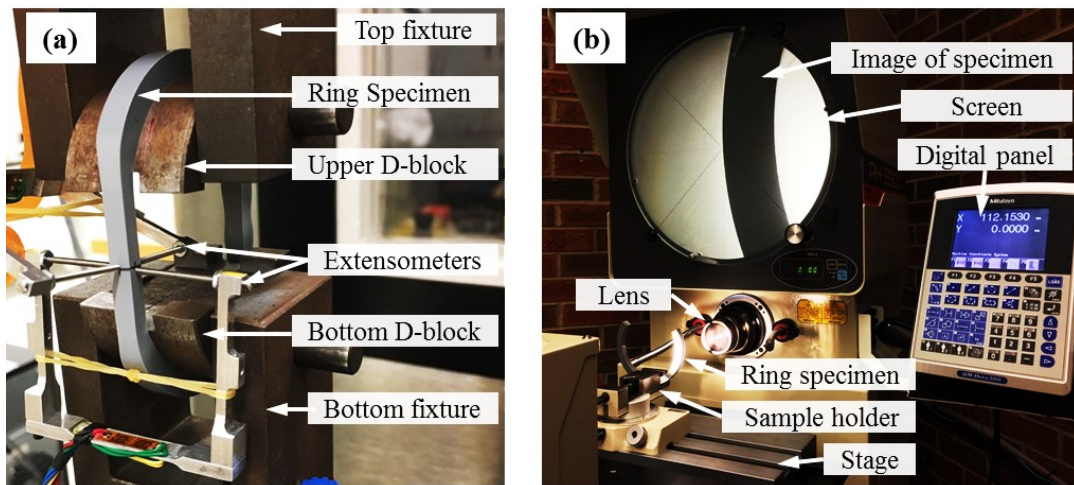 (a)
Top fixture
Ring Specimen
Upper D-block
Extensometers
Bottom D-block
Bottom fixture
(b)
Image of specimen
Screen
Digital panel
Mitutoyo
X 112.1530
Y 0.0000
Lens
Ring specimen
Sample holder
Stage